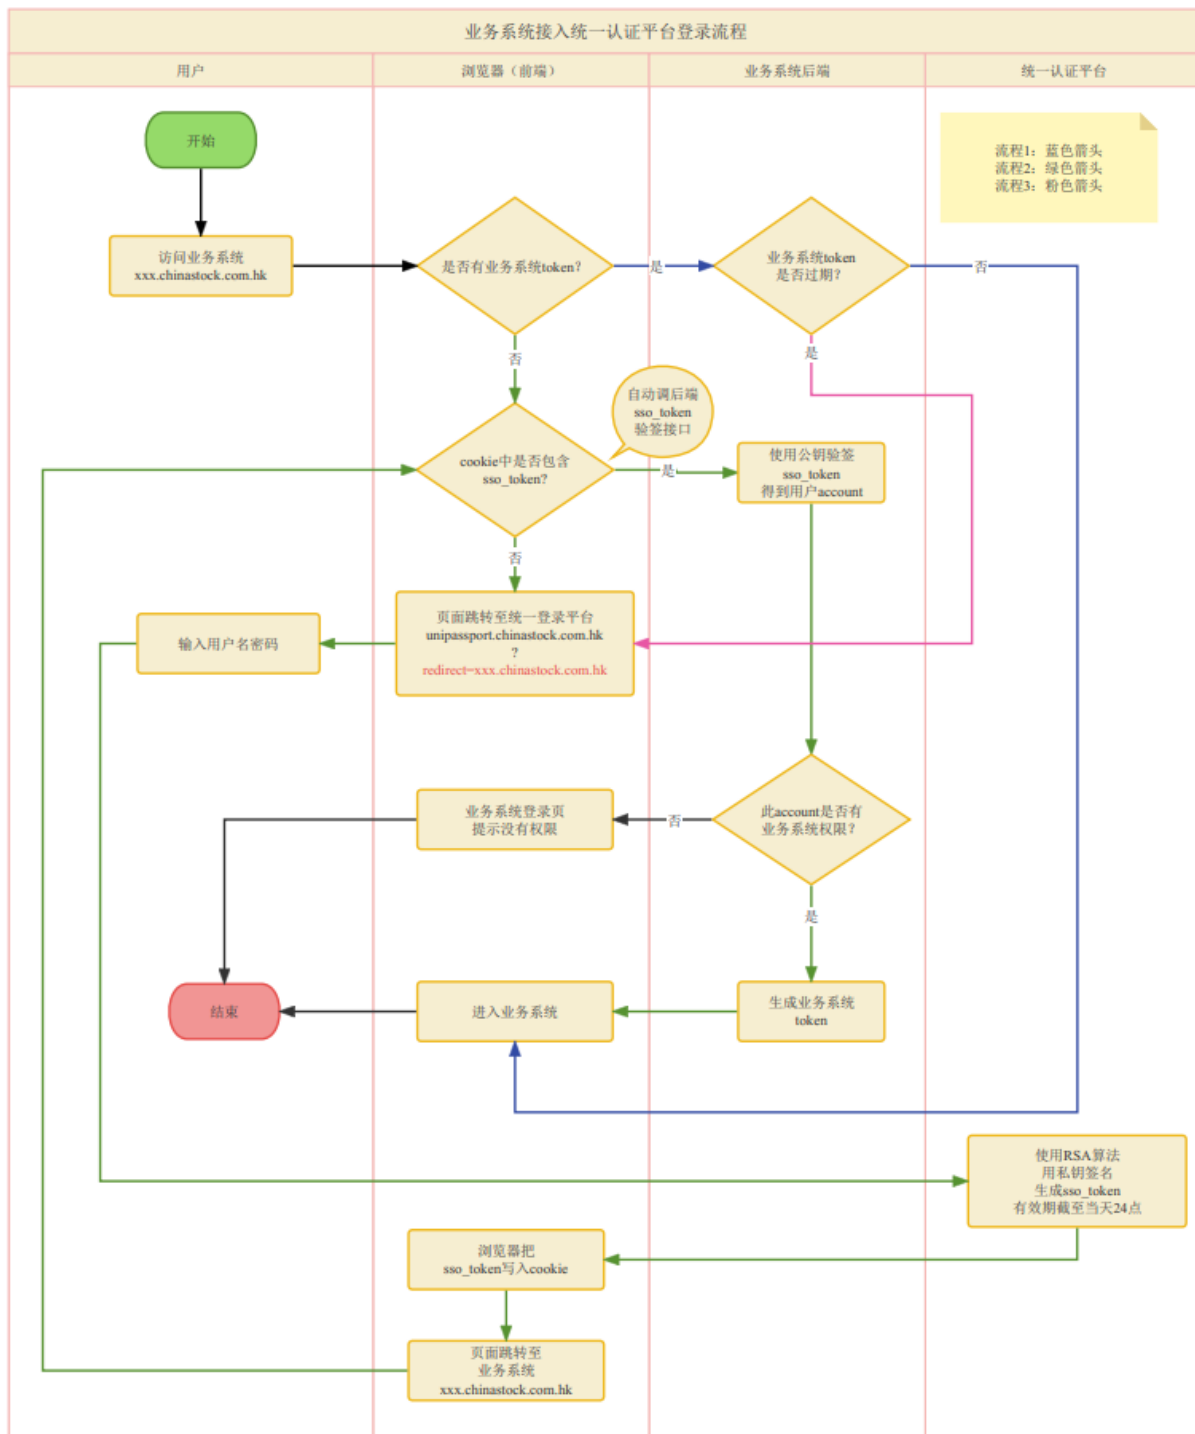 业务系统接入统一认证平台登录流程
用户
浏览器（前端）
业务系统后端
统一认证平台
开始
流程1：蓝色箭头
流程2：绿色箭头
流程3：粉色箭头
访问业务系统
xxx.chinastock.com.hk
是否有业务系统token？
是
业务系统token
是否过期？
否
否
是
自动调后端
sso_token
验签接口
cookie中是否包含
sso_token?
是
使用公钥验签
sso_token
得到用户account
否
输入用户名密码
页面跳转至统一登录平台
unipassport.chinastock.com.hk
?
redirect=xxx.chinastock.com.hk
业务系统登录页
提示没有权限
否
此account是否有
业务系统权限？
是
结束
进入业务系统
生成业务系统
token
使用RSA算法
用私钥签名
生成sso_token
有效期截至当天24点
浏览器把
sso_token写入cookie
页面跳转至
业务系统
xxx.chinastock.com.hk